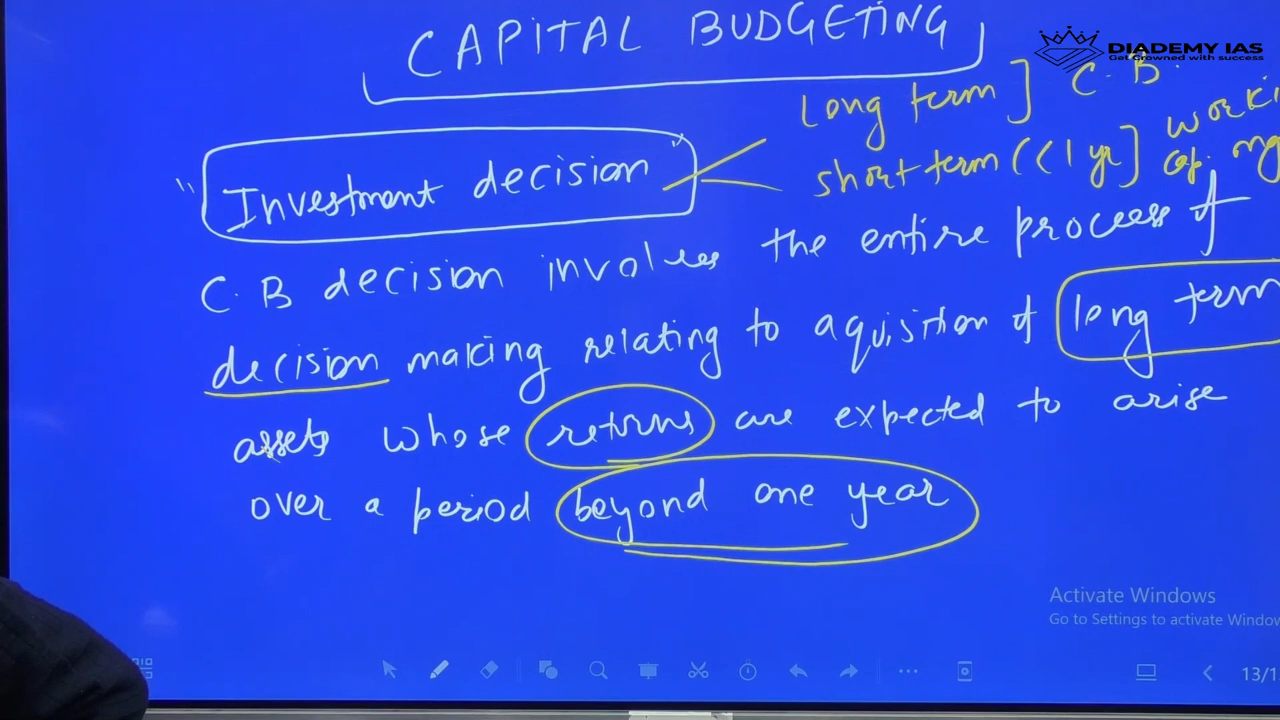 CAPITAL BUDGETING
DIADEMY IAS
Get Crowned with success
long term ] C.B.
"Investment decision"
short term (<1 yr] worki
cap. mg
C.B decision involves the entire process of
decision making relating to aquisition of long term
assets whose returns are expected to arise
over a period beyond one year
Activate Windows
Go to Settings to activate Window
13/1